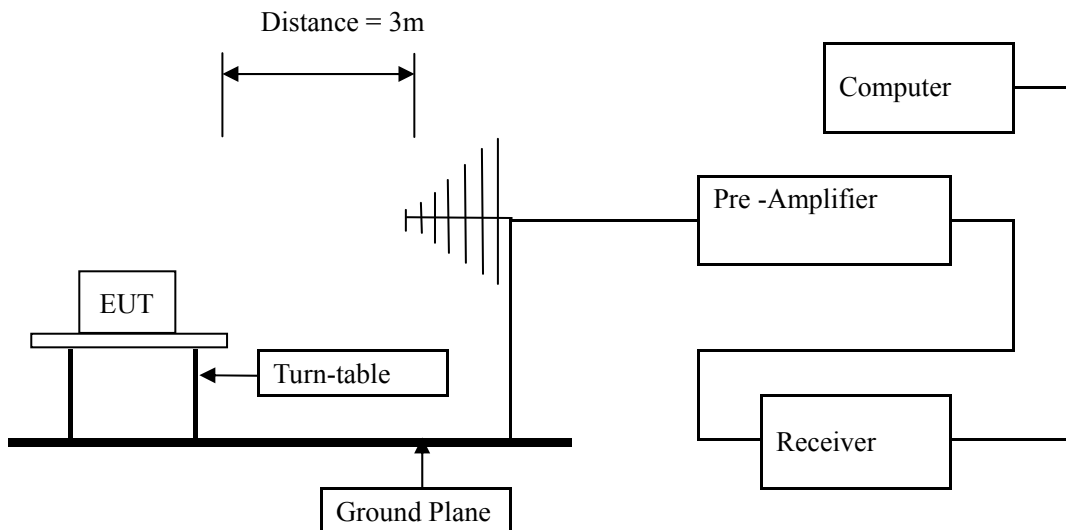 Distance = 3m
Computer
Pre -Amplifier
EUT
Turn-table
Receiver
Ground Plane